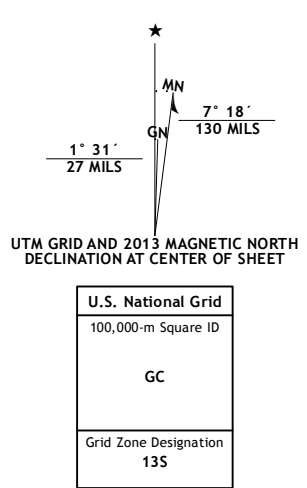 ★
MN
7° 18´
130 MILS
GN
1° 31´
27 MILS
UTM GRID AND 2013 MAGNETIC NORTH
DECLINATION AT CENTER OF SHEET
U.S. National Grid
100,000-m Square ID
GC
Grid Zone Designation
13S